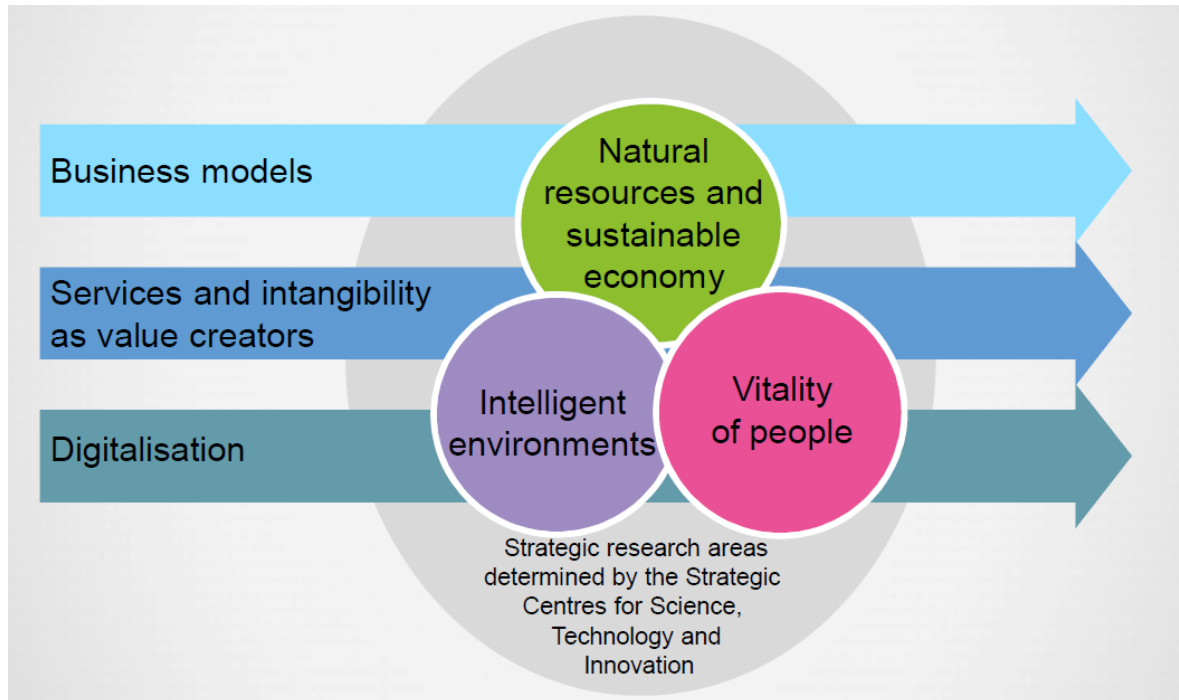 Business models
Natural
resources and
sustainable
economy
Services and intangibility
as value creators
Intelligent
environments
Vitality
of people
Digitalisation
Strategic research areas
determined by the Strategic
Centres for Science,
Technology and
Innovation